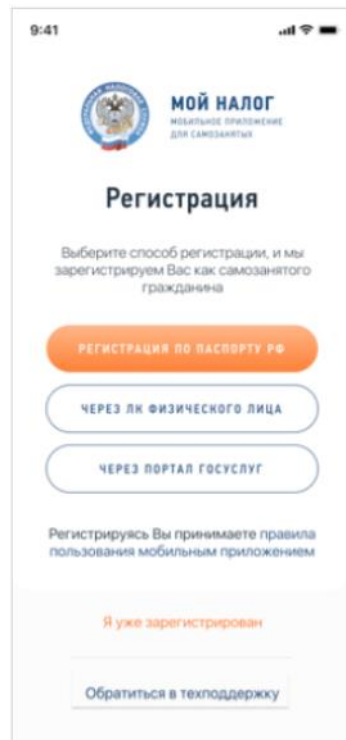 9:41
МОЙ НАЛОГ
МОБИЛЬНОЕ ПРИЛОЖЕНИЕ
ДЛЯ САМОЗАНЯТЫХ
Регистрация
Выберите способ регистрации, и мы
зарегистрируем Вас как самозанятого
гражданина
РЕГИСТРАЦИЯ ПО ПАСПОРТУ РФ
ЧЕРЕЗ ЛК ФИЗИЧЕСКОГО ЛИЦА
ЧЕРЕЗ ПОРТАЛ ГОСУСЛУГ
Регистрируясь Вы принимаете правила
пользования мобильным приложением
Я уже зарегистрирован
Обратиться в техподдержку